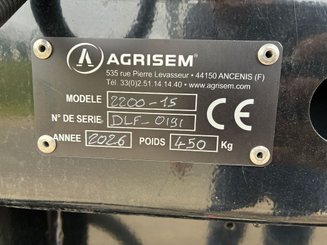 AGRISEM®
535 rue Pierre Levasseur - 44150 ANCENIS (F)
Tél 33(0)2.51.14.14.40 - www.agrisem.com
MODELE 2200-15
N° DE SERIE DLF-0191
CE
ANNEE 2026 POIDS 450 Kg